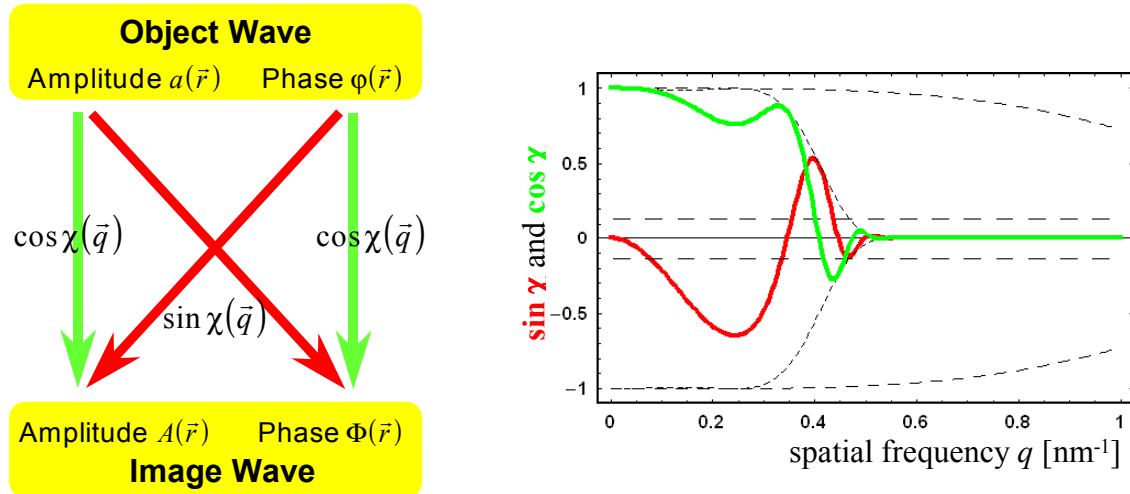 Object Wave
Amplitude a(r⃗) Phase φ(r⃗)
cos χ(q⃗) cos χ(q⃗)
sin χ(q⃗)
Amplitude A(r⃗) Phase Φ(r⃗)
Image Wave
sin χ and cos χ
1
0.5
0
−0.5
−1
0 0.2 0.4 0.6 0.8 1
spatial frequency q [nm⁻¹]